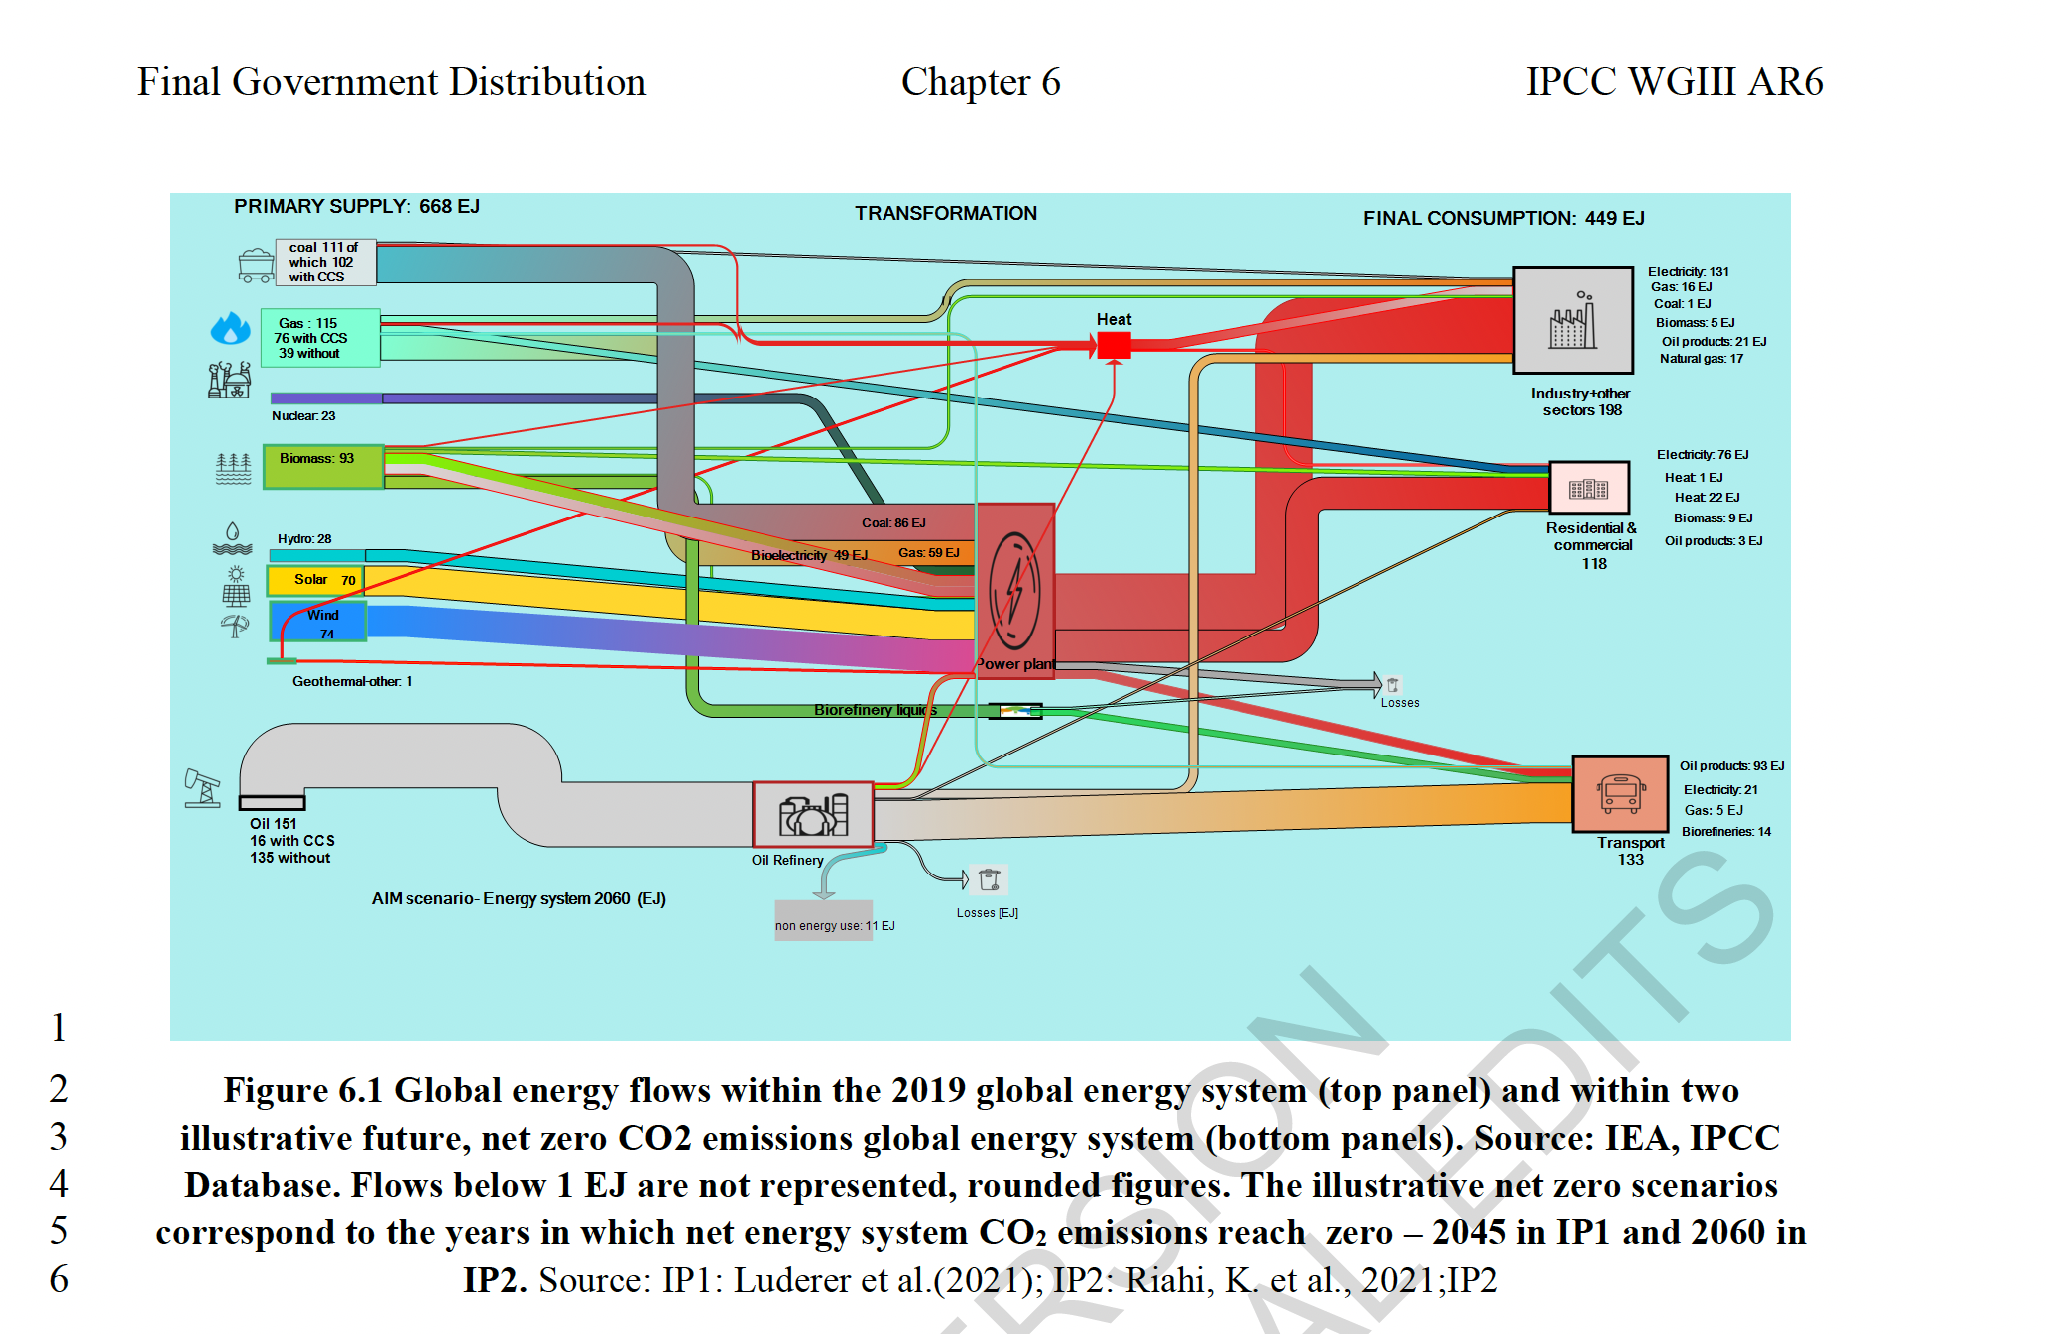 Final Government Distribution Chapter 6 IPCC WGIII AR6
PRIMARY SUPPLY: 668 EJ
TRANSFORMATION
FINAL CONSUMPTION: 449 EJ
coal 111 of
which 102
with CCS
Gas : 115
76 with CCS
39 without
Nuclear: 23
Biomass: 93
Hydro: 28
Solar 70
Wind
74
Geothermal-other: 1
Oil 151
16 with CCS
135 without
AIM scenario- Energy system 2060 (EJ)
Heat
Coal: 86 EJ
Bioelectricity 49 EJ
Gas: 59 EJ
Power plant
Biorefinery liquids
Oil Refinery
non energy use: 11 EJ
Losses [EJ]
Losses
Electricity: 131
Gas: 16 EJ
Coal: 1 EJ
Biomass: 5 EJ
Oil products: 21 EJ
Natural gas: 17
Industry+other
sectors 198
Electricity: 76 EJ
Heat: 1 EJ
Heat: 22 EJ
Biomass: 9 EJ
Oil products: 3 EJ
Residential &
commercial
118
Oil products: 93 EJ
Electricity: 21
Gas: 5 EJ
Biorefineries: 14
Transport
133
1
2 Figure 6.1 Global energy flows within the 2019 global energy system (top panel) and within two
3 illustrative future, net zero CO2 emissions global energy system (bottom panels). Source: IEA, IPCC
4 Database. Flows below 1 EJ are not represented, rounded figures. The illustrative net zero scenarios
5 correspond to the years in which net energy system CO₂ emissions reach zero – 2045 in IP1 and 2060 in
6 IP2. Source: IP1: Luderer et al.(2021); IP2: Riahi, K. et al., 2021;IP2
EDITS